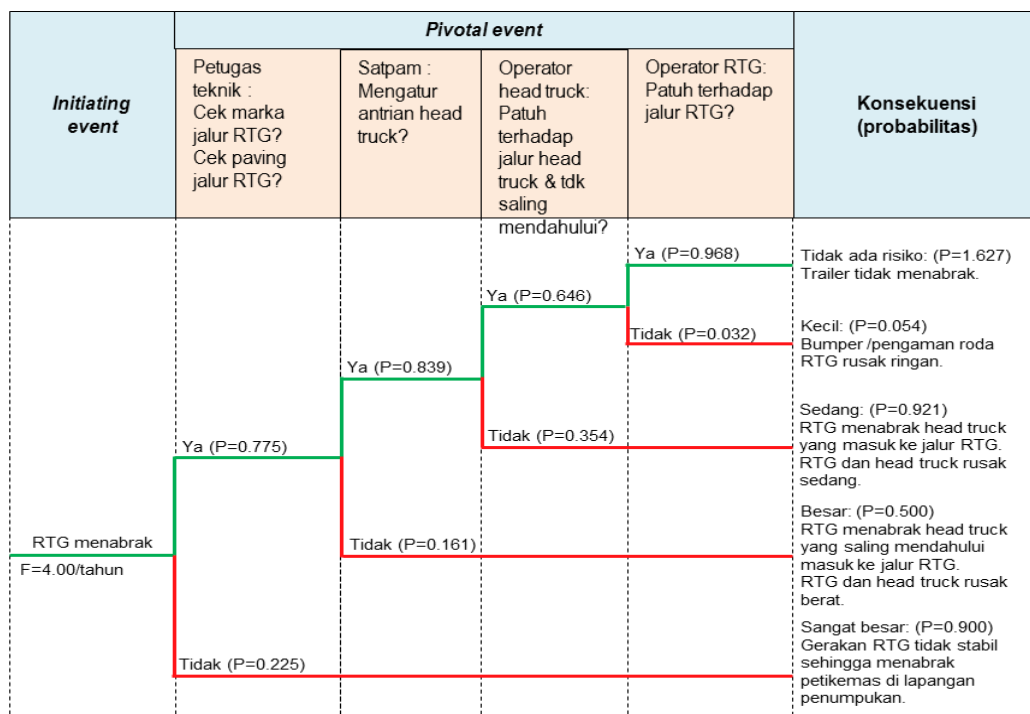 Pivotal event
Initiating
event
Petugas
teknik :
Cek marka
jalur RTG?
Cek paving
jalur RTG?
Satpam :
Mengatur
antrian head
truck?
Operator
head truck:
Patuh
terhadap
jalur head
truck & tdk
saling
mendahului?
Operator RTG:
Patuh terhadap
jalur RTG?
Konsekuensi
(probabilitas)
Ya (P=0.968)
Tidak ada risiko: (P=1.627)
Trailer tidak menabrak.
Ya (P=0.646)
Tidak (P=0.032)
Kecil: (P=0.054)
Bumper /pengaman roda
RTG rusak ringan.
Ya (P=0.839)
Tidak (P=0.354)
Sedang: (P=0.921)
RTG menabrak head truck
yang masuk ke jalur RTG.
RTG dan head truck rusak
sedang.
Ya (P=0.775)
Tidak (P=0.161)
Besar: (P=0.500)
RTG menabrak head truck
yang saling mendahului
masuk ke jalur RTG.
RTG dan head truck rusak
berat.
RTG menabrak
F=4.00/tahun
Tidak (P=0.225)
Sangat besar: (P=0.900)
Gerakan RTG tidak stabil
sehingga menabrak
petikemas di lapangan
penumpukan.